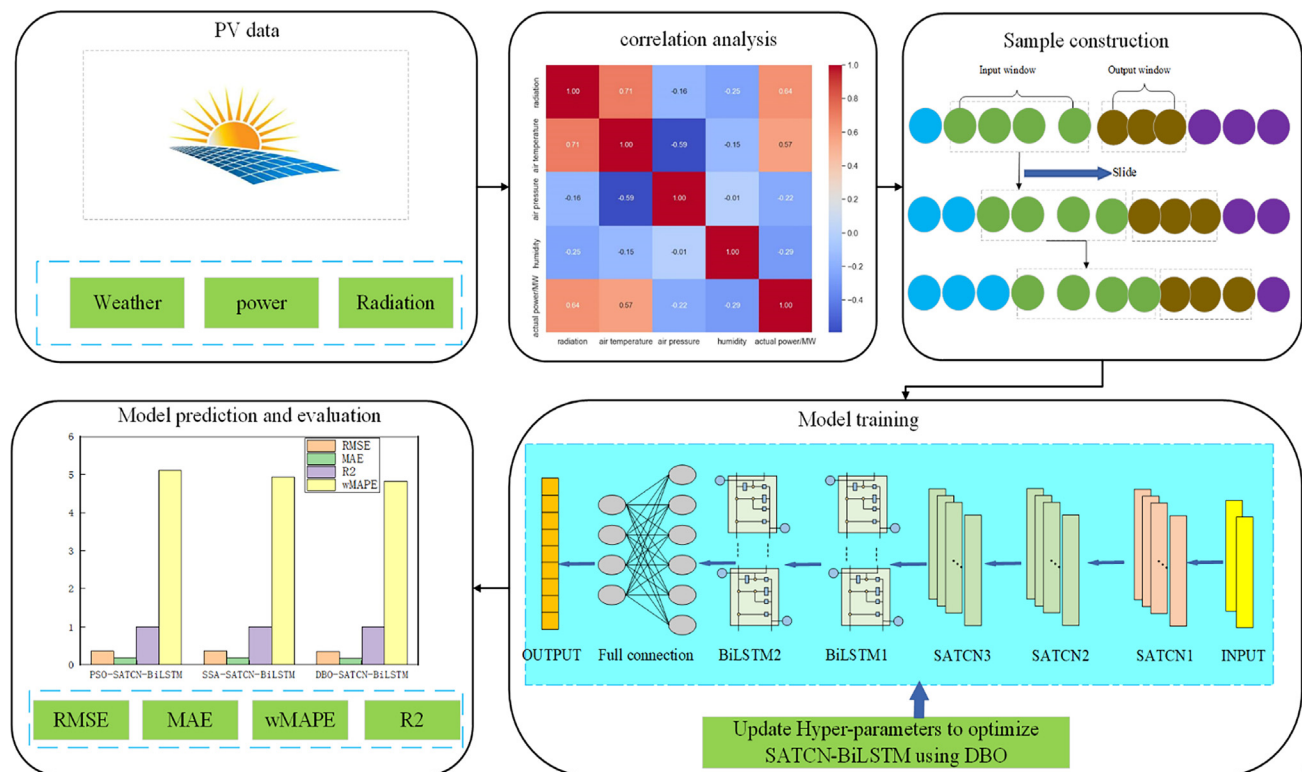 PV data
Weather
power
Radiation
correlation analysis
radiation
1.00
0.71
-0.16
-0.25
0.64
air temperature
0.71
1.00
-0.59
-0.15
0.57
air pressure
-0.16
-0.59
1.00
-0.01
-0.22
humidity
-0.25
-0.15
-0.01
1.00
-0.29
actual power/MW
0.64
0.57
-0.22
-0.29
1.00
radiation
air temperature
air pressure
humidity
actual power/MW
1.0
0.8
0.6
0.4
0.2
0.0
-0.2
-0.4
Sample construction
Input window
Output window
Slide
Model prediction and evaluation
6
5
4
3
2
1
0
RMSE
MAE
R2
wMAPE
PSO-SATCN-BiLSTM
SSA-SATCN-BiLSTM
DBO-SATCN-BiLSTM
RMSE
MAE
wMAPE
R2
Model training
OUTPUT
Full connection
BiLSTM2
BiLSTM1
SATCN3
SATCN2
SATCN1
INPUT
Update Hyper-parameters to optimize
SATCN-BiLSTM using DBO